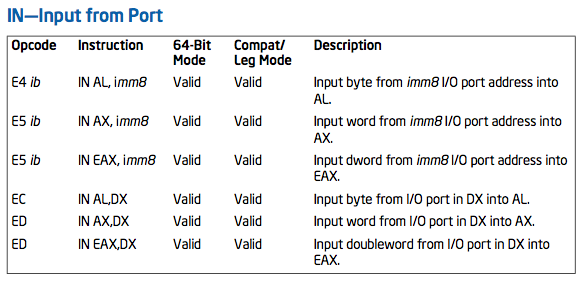 IN—Input from Port
Opcode Instruction 64-Bit Mode Compat/ Leg Mode Description
E4 ib IN AL, imm8 Valid Valid Input byte from imm8 I/O port address into
AL.
E5 ib IN AX, imm8 Valid Valid Input word from imm8 I/O port address into
AX.
E5 ib IN EAX, imm8 Valid Valid Input dword from imm8 I/O port address into
EAX.
EC IN AL,DX Valid Valid Input byte from I/O port in DX into AL.
ED IN AX,DX Valid Valid Input word from I/O port in DX into AX.
ED IN EAX,DX Valid Valid Input doubleword from I/O port in DX into
EAX.